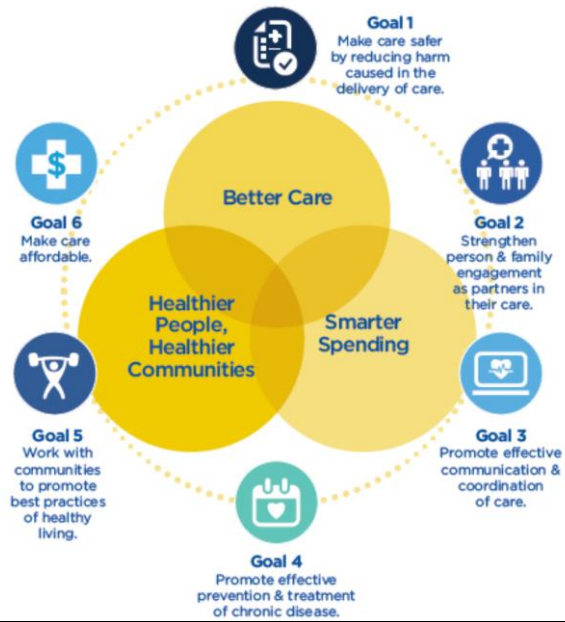 Goal 1
Make care safer
by reducing harm
caused in the
delivery of care.
Better Care
Goal 6
Make care
affordable.
Goal 2
Strengthen
person & family
engagement
as partners in
their care.
Healthier
People,
Healthier
Communities
Smarter
Spending
Goal 5
Work with
communities
to promote
best practices
of healthy
living.
Goal 3
Promote effective
communication &
coordination
of care.
Goal 4
Promote effective
prevention & treatment
of chronic disease.
$